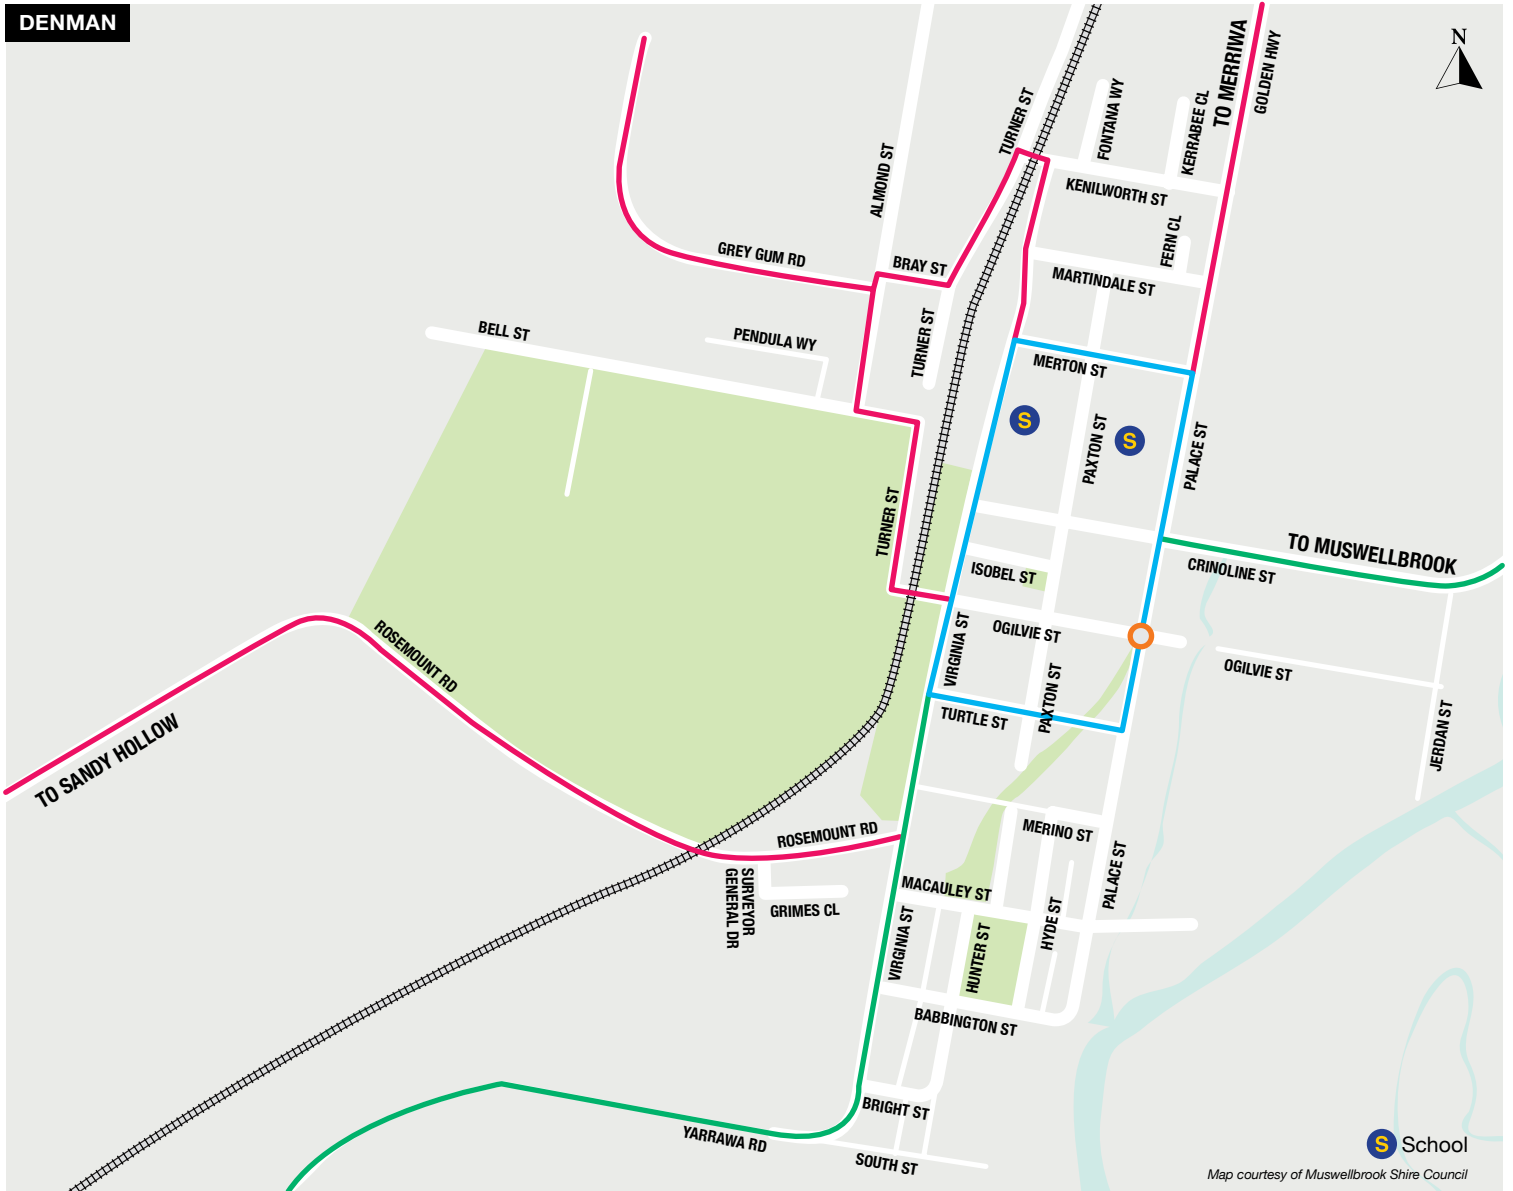 DENMAN
N
TO MERRIWA
GOLDEN HWY
TURNER ST
FONTANA WY
KERRABEE CL
ALMOND ST
KENILWORTH ST
FERN CL
GREY GUM RD
BRAY ST
MARTINDALE ST
BELL ST
PENDULA WY
TURNER ST
MERTON ST
S
S
PAXTON ST
PALACE ST
TURNER ST
TO MUSWELLBROOK
CRINOLINE ST
ISOBEL ST
OGILVIE ST
VIRGINIA ST
ROSEMOUNT RD
OGILVIE ST
PAXTON ST
TURTLE ST
JERDAN ST
TO SANDY HOLLOW
ROSEMOUNT RD
MERINO ST
PALACE ST
SURVEYOR
GENERAL DR
GRIMES CL
MACAULEY ST
VIRGINIA ST
HUNTER ST
HYDE ST
BABBINGTON ST
BRIGHT ST
YARRAWA RD
SOUTH ST
S School
Map courtesy of Muswellbrook Shire Council